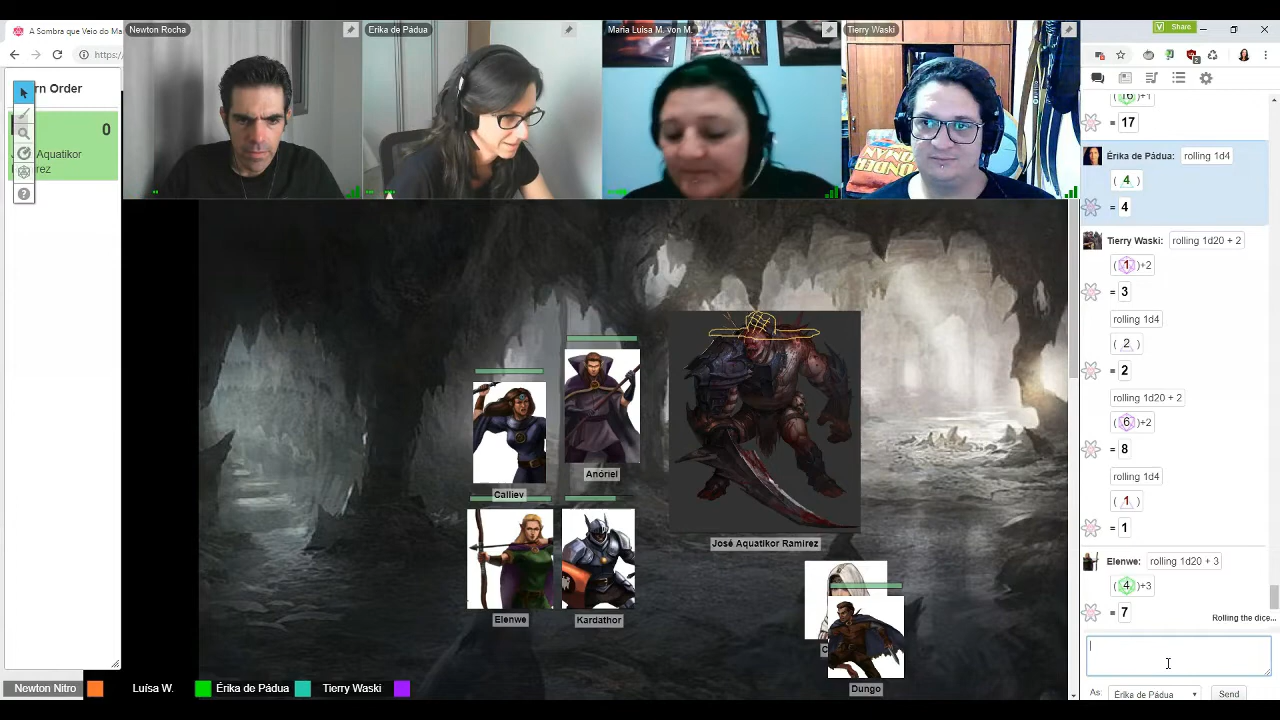 A Sombra que Veio do Ma
https:
rn Order
0
Aquatikor
rez
Newton Rocha
Érika de Pádua
Maria Luísa M. von M.
Tierry Waski
WONDER
WOMAN
Share
(16)+1
= 17
Érika de Pádua: rolling 1d4
(4)
= 4
Tierry Waski: rolling 1d20 + 2
(1)+2
= 3
rolling 1d4
(2)
= 2
rolling 1d20 + 2
(6)+2
= 8
rolling 1d4
(1)
= 1
Elenwe: rolling 1d20 + 3
(4)+3
= 7
Rolling the dice...
As: Érika de Pádua
Send
Calliev
Anoriel
Elenwe
Kardathor
José Aquatikor Ramirez
Dungo
Newton Nitro
Luísa W.
Érika de Pádua
Tierry Waski